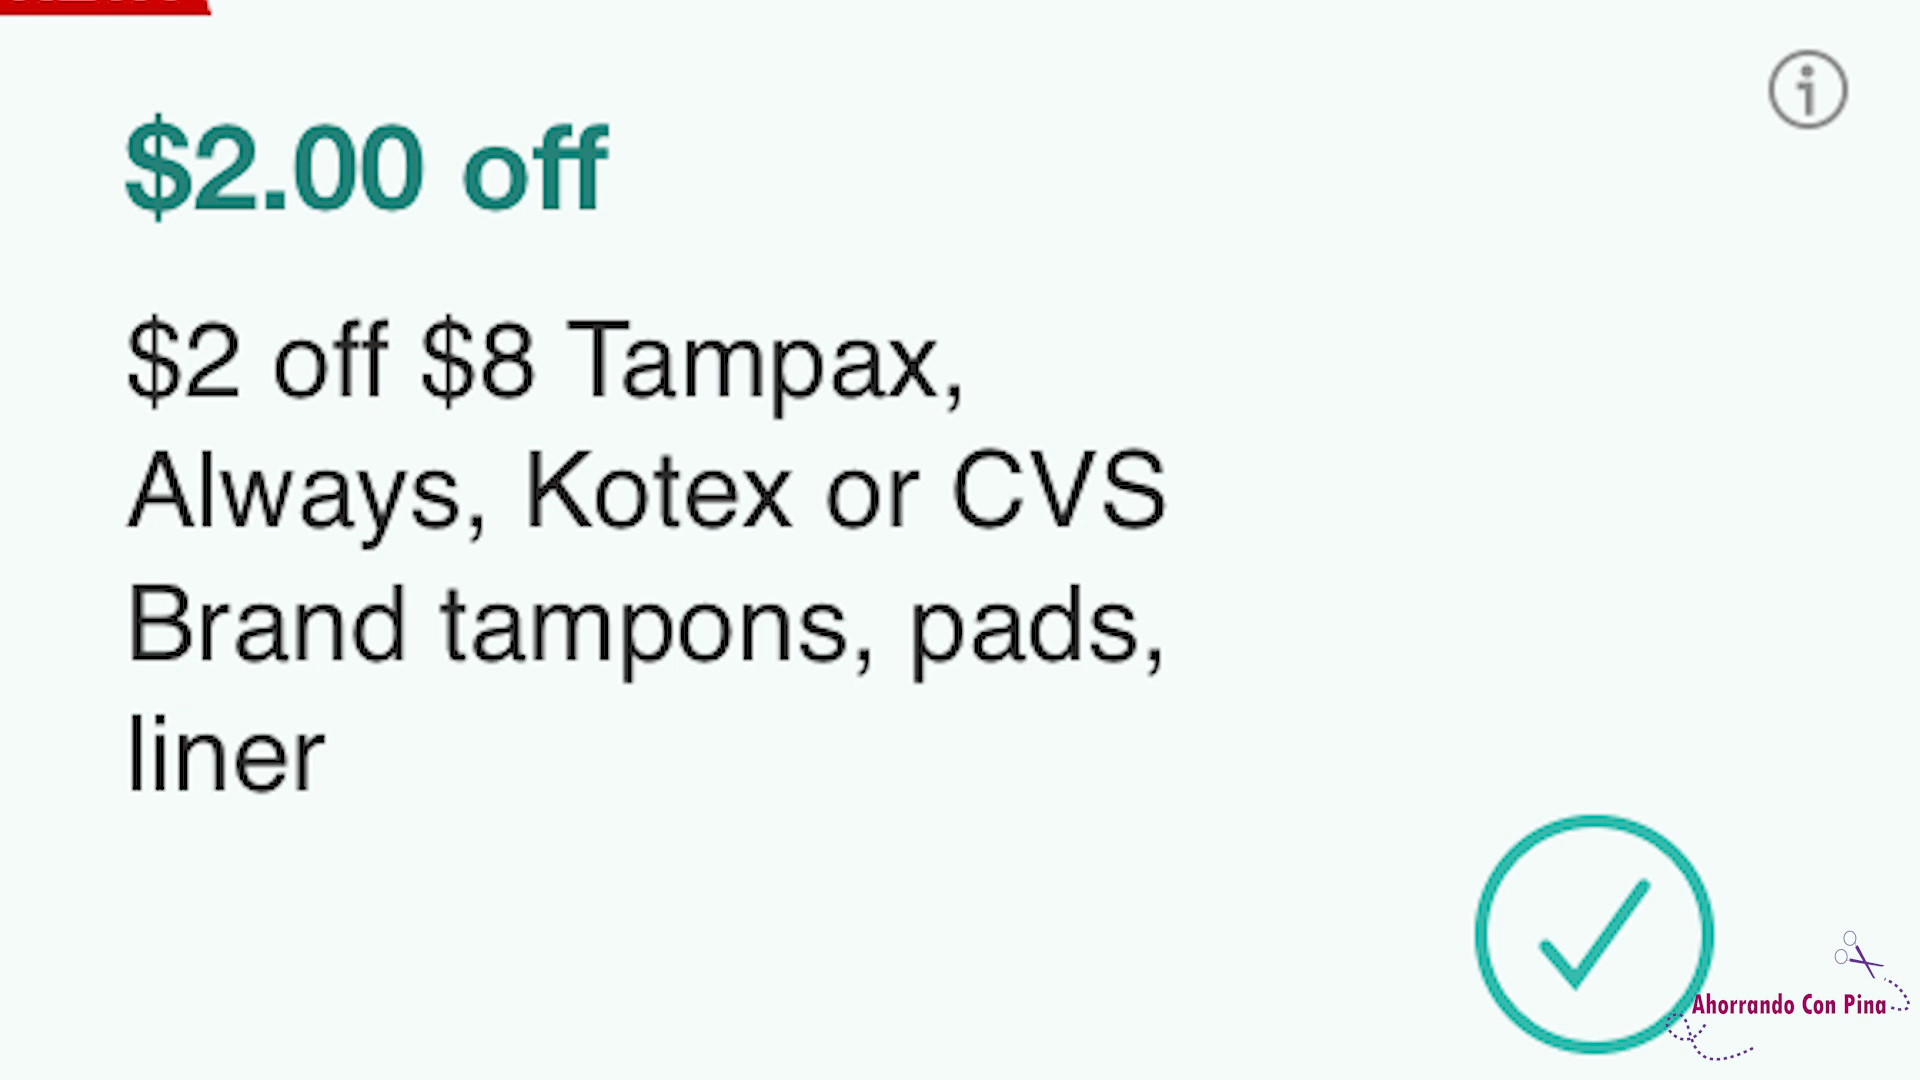 $2.00 off
$2 off $8 Tampax,
Always, Kotex or CVS
Brand tampons, pads,
liner
Ahorrando Con Pina